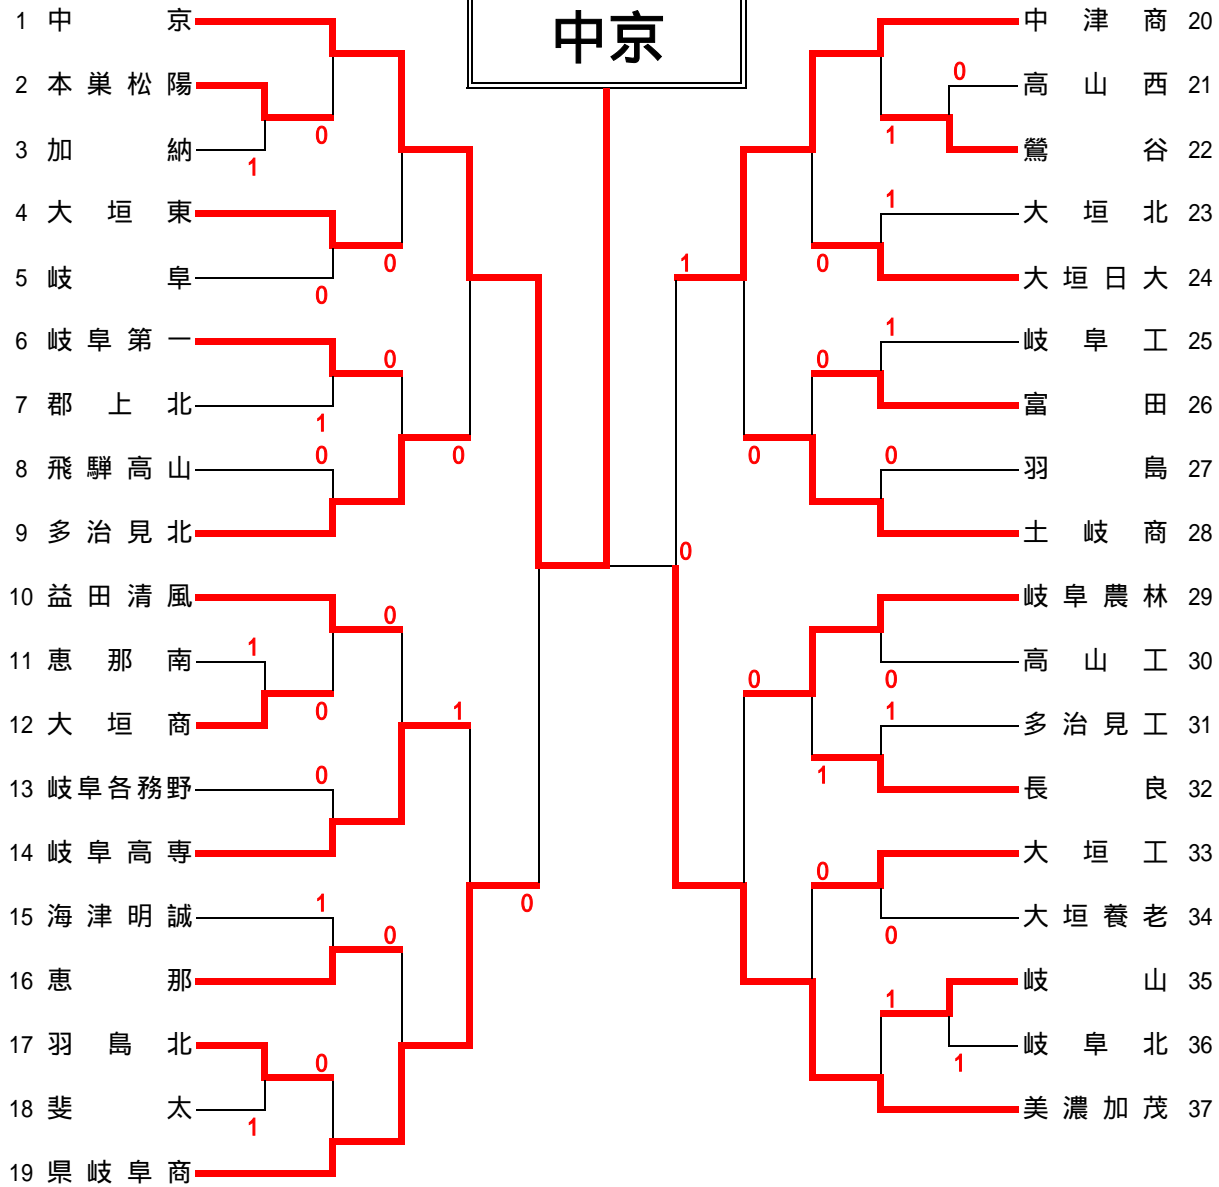 中京
1 中京
2 本巣松陽
0
3 加納
1
4 大垣東
0
5 岐阜
0
6 岐阜第一
0
7 郡上北
1
0
8 飛騨高山
0
9 多治見北
10 益田清風
0
11 恵那南
1
12 大垣商
0
1
13 岐阜各務野
0
14 岐阜高専
15 海津明誠
1
0
0
16 恵那
17 羽島北
0
18 斐太
1
19 県岐阜商
中津商 20
0
高山西 21
1
鶯谷 22
1
大垣北 23
1
0
大垣日大 24
1
岐阜工 25
0
富田 26
0
0
羽島 27
土岐商 28
0
岐阜農林 29
高山工 30
0
0
1
多治見工 31
1
長良 32
大垣工 33
0
大垣養老 34
0
岐山 35
1
岐阜北 36
1
美濃加茂 37